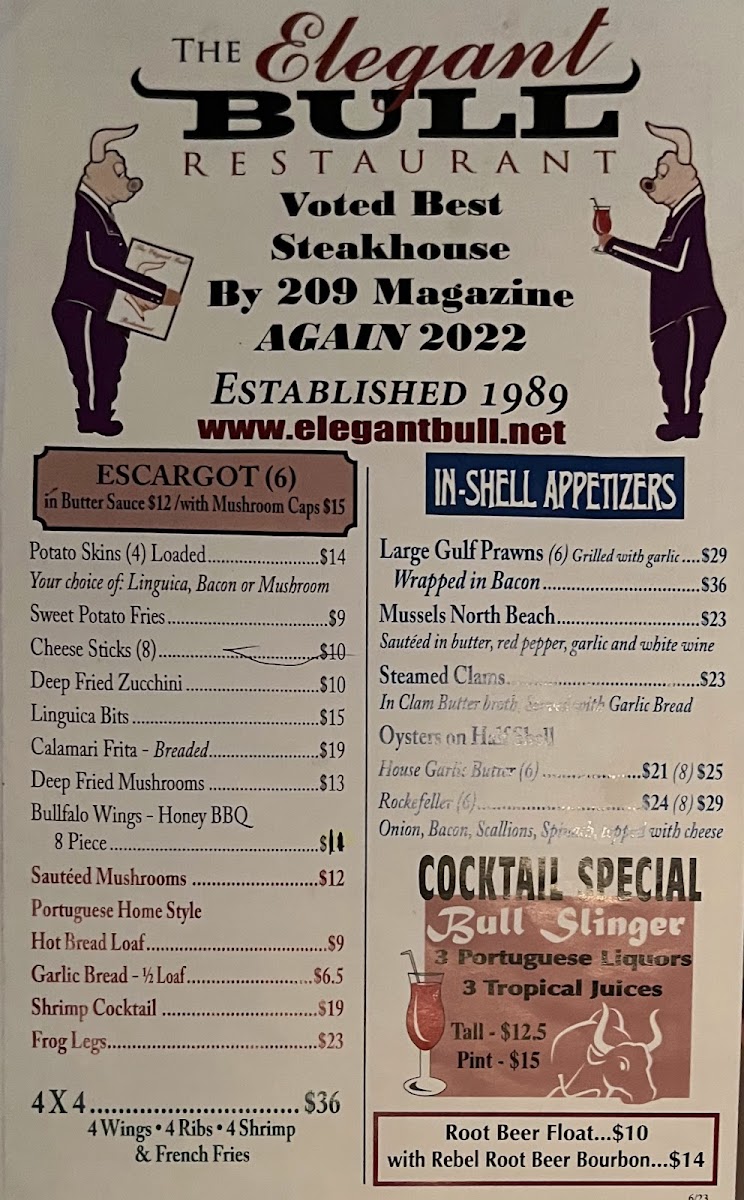 THE Elegant
BULL
RESTAURANT
Voted Best
Steakhouse
By 209 Magazine
AGAIN 2022
ESTABLISHED 1989
www.elegantbull.net
ESCARGOT (6)
in Butter Sauce $12 /with Mushroom Caps $15
Potato Skins (4) Loaded..........................$14
Your choice of: Linguica, Bacon or Mushroom
Sweet Potato Fries.....................................$9
Cheese Sticks (8)....................................$10
Deep Fried Zucchini..............................$10
Linguica Bits..........................................$15
Calamari Frita - Breaded.........................$19
Deep Fried Mushrooms.........................$13
Bullfalo Wings - Honey BBQ
8 Piece...............................................$
Sautéed Mushrooms ............................$12
Portuguese Home Style
Hot Bread Loaf........................................$9
Garlic Bread - ½ Loaf............................$6.5
Shrimp Cocktail ...................................$19
Frog Legs...............................................$23
4 X 4.............................. $36
4 Wings • 4 Ribs • 4 Shrimp
& French Fries
IN-SHELL APPETIZERS
Large Gulf Prawns (6) Grilled with garlic....$29
Wrapped in Bacon..............................$36
Mussels North Beach...........................$23
Sautéed in butter, red pepper, garlic and white wine
Steamed Clams.....................................$23
In Clam Butter broth, Served with Garlic Bread
Oysters on Half Shell
House Garlic Butter (6)...................$21 (8) $25
Rockefeller (6)................................$24 (8) $29
Onion, Bacon, Scallions, Spinach, topped with cheese
COCKTAIL SPECIAL
Bull Slinger
3 Portuguese Liquors
3 Tropical Juices
Tall - $12.5
Pint - $15
Root Beer Float...$10
with Rebel Root Beer Bourbon...$14
6/23